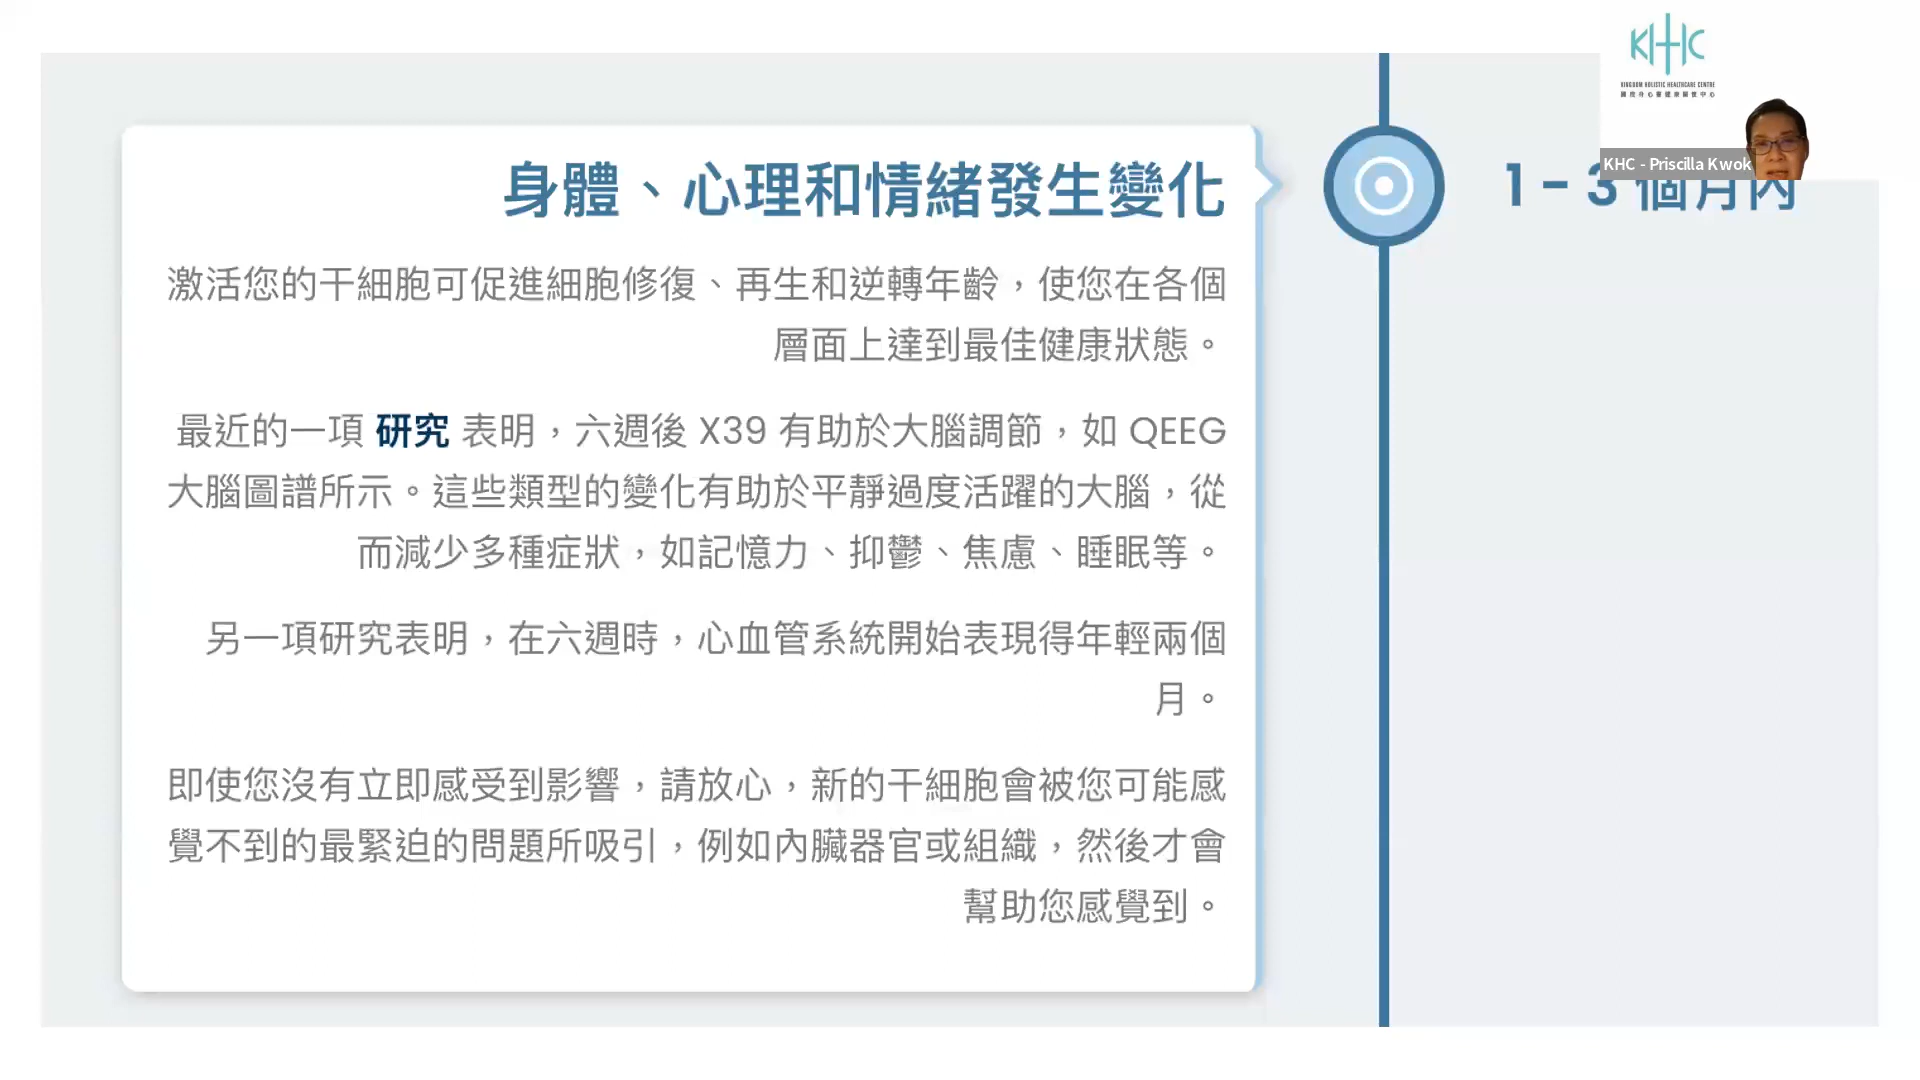 KHC
KINGDOM HOLISTIC HEALTHCARE CENTRE
KHC - Priscilla Kwok
身體、心理和情緒發生變化
1 - 3 個月內
激活您的干細胞可促進細胞修復、再生和逆轉年齡，使您在各個
層面上達到最佳健康狀態。
最近的一項 研究 表明，六週後 X39 有助於大腦調節，如 QEEG
大腦圖譜所示。這些類型的變化有助於平靜過度活躍的大腦，從
而減少多種症狀，如記憶力、抑鬱、焦慮、睡眠等。
另一項研究表明，在六週時，心血管系統開始表現得年輕兩個
月。
即使您沒有立即感受到影響，請放心，新的干細胞會被您可能感
覺不到的最緊迫的問題所吸引，例如內臟器官或組織，然後才會
幫助您感覺到。